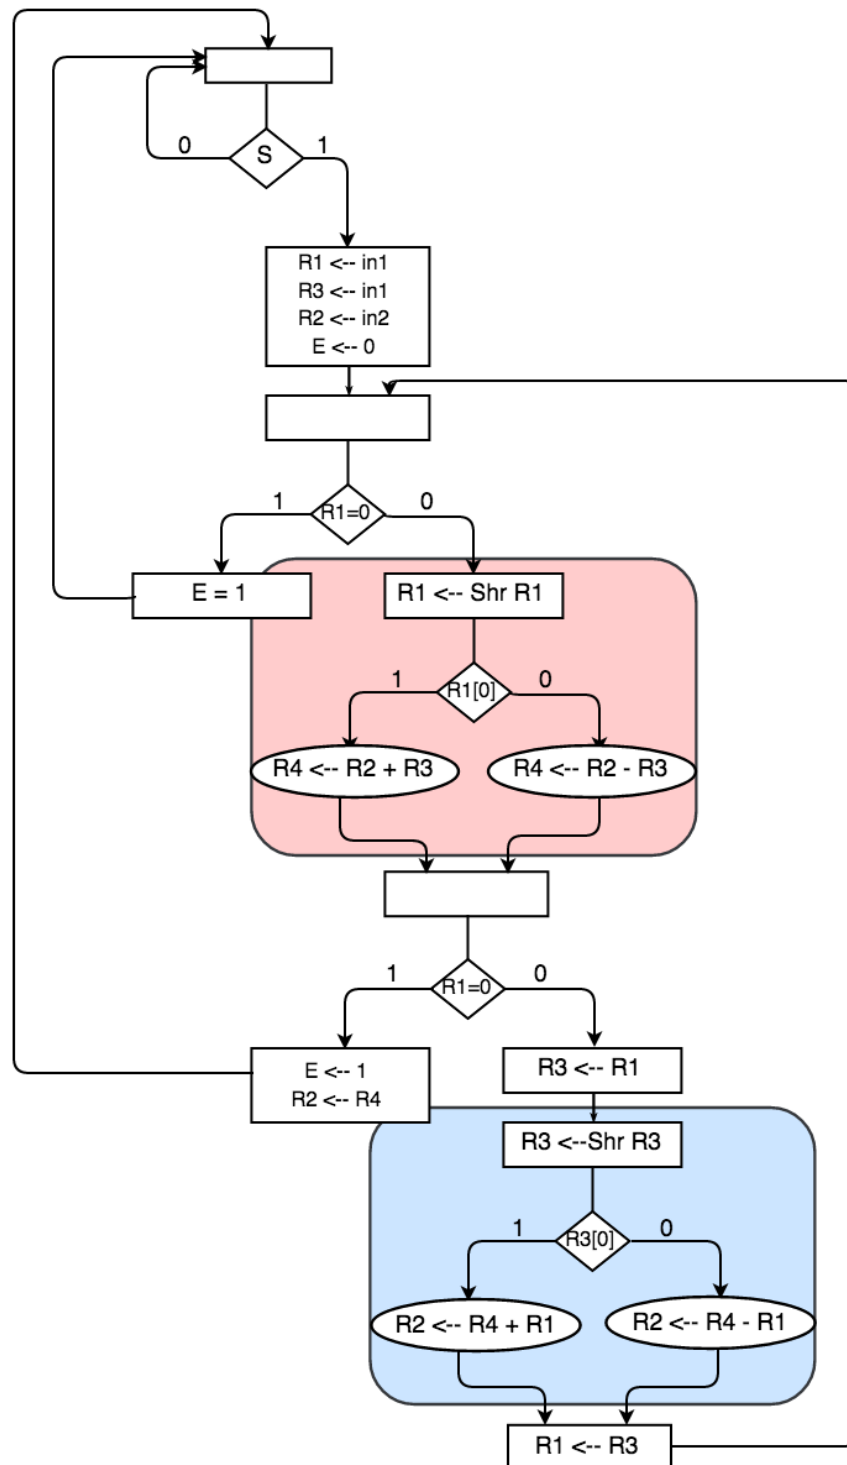 S
0
1
R1 <-- in1
R3 <-- in1
R2 <-- in2
E <-- 0
R1=0
1
0
E = 1
R1 <-- Shr R1
R1[0]
1
0
R4 <-- R2 + R3
R4 <-- R2 - R3
R1=0
1
0
E <-- 1
R2 <-- R4
R3 <-- R1
R3 <--Shr R3
R3[0]
1
0
R2 <-- R4 + R1
R2 <-- R4 - R1
R1 <-- R3